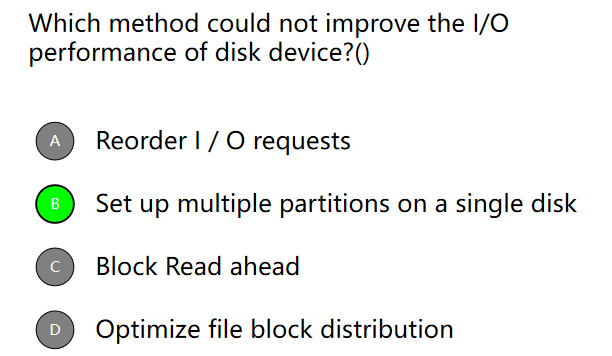 Which method could not improve the I/O
performance of disk device?()
A Reorder I / O requests
B Set up multiple partitions on a single disk
C Block Read ahead
D Optimize file block distribution